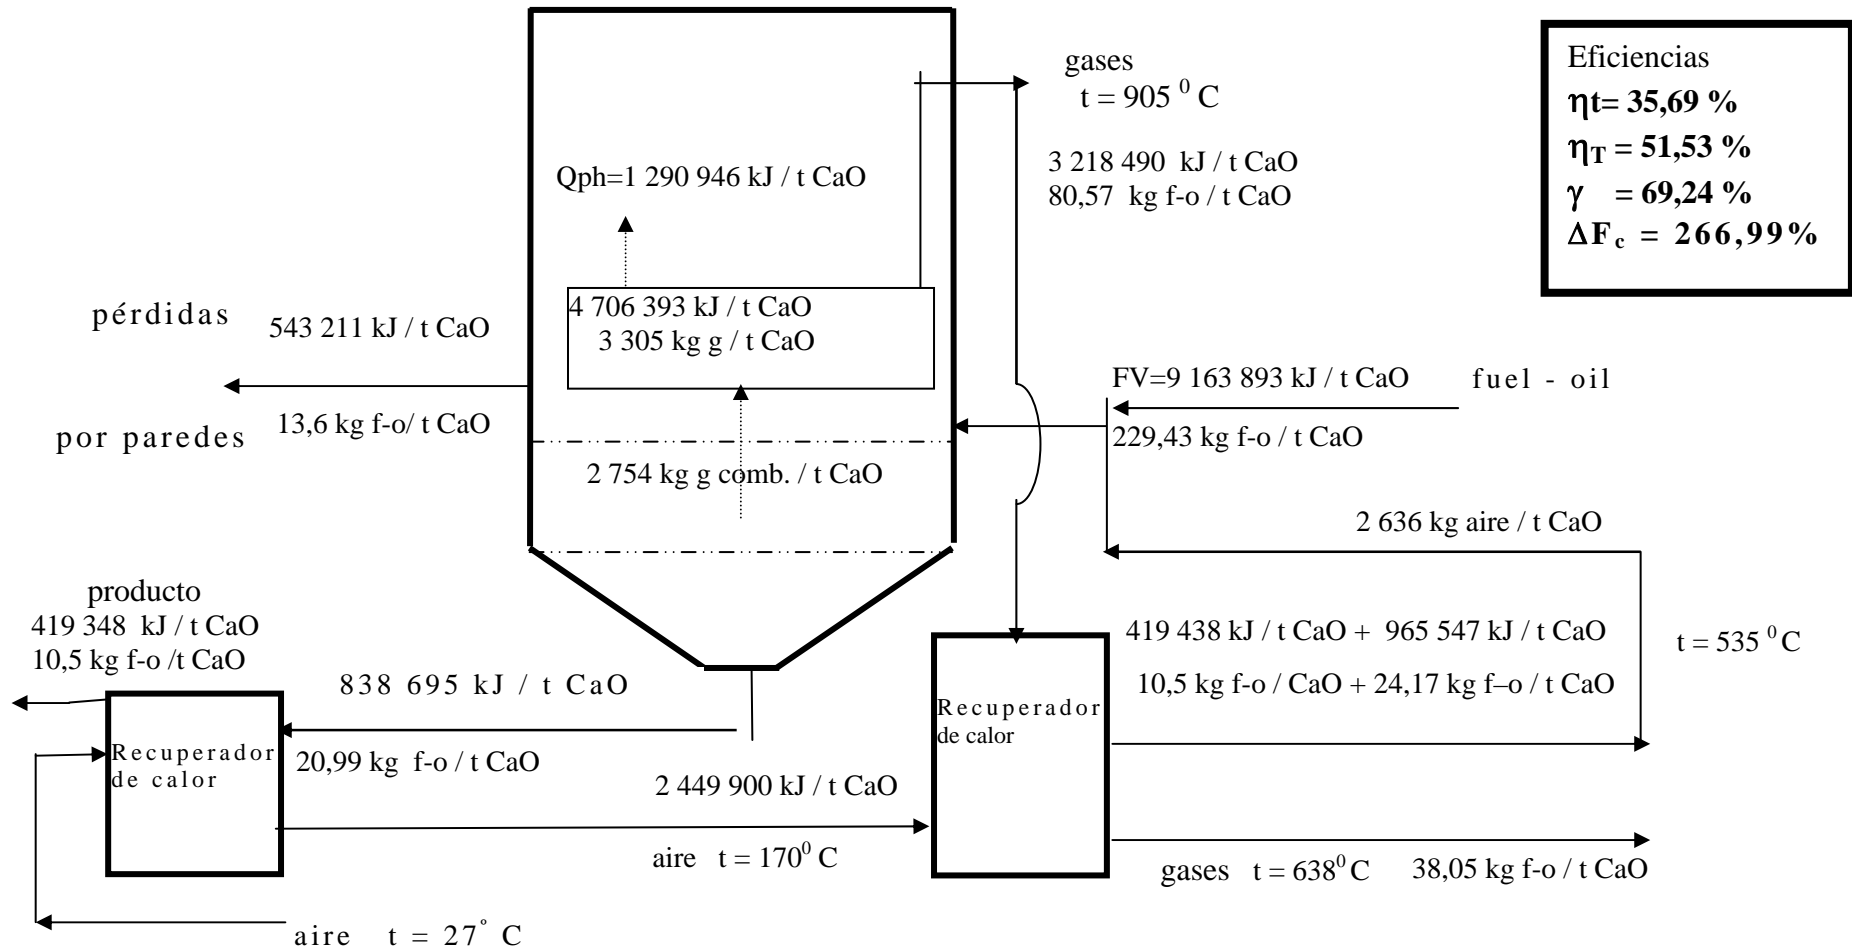 gases
t = 905 ⁰ C
3 218 490 kJ / t CaO
80,57 kg f-o / t CaO
Eficiencias
ηt= 35,69 %
η_T = 51,53 %
γ = 69,24 %
ΔF_c = 266,99%
Qph=1 290 946 kJ / t CaO
4 706 393 kJ / t CaO
3 305 kg g / t CaO
pérdidas
543 211 kJ / t CaO
por paredes
13,6 kg f-o/ t CaO
FV=9 163 893 kJ / t CaO
fuel - oil
229,43 kg f-o / t CaO
2 754 kg g comb. / t CaO
2 636 kg aire / t CaO
producto
419 348 kJ / t CaO
10,5 kg f-o /t CaO
838 695 kJ / t CaO
20,99 kg f-o / t CaO
Recuperador
de calor
2 449 900 kJ / t CaO
aire t = 170⁰ C
Recuperador
de calor
419 438 kJ / t CaO + 965 547 kJ / t CaO
10,5 kg f-o / CaO + 24,17 kg f–o / t CaO
t = 535 ⁰ C
gases t = 638⁰ C 38,05 kg f-o / t CaO
aire t = 27° C